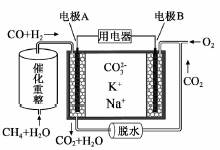 电极A
电极B
CO+H₂
用电器
O₂
催化重整
CO₃²⁻
K⁺
Na⁺
CO₂
CH₄+H₂O
CO₂+H₂O
脱水